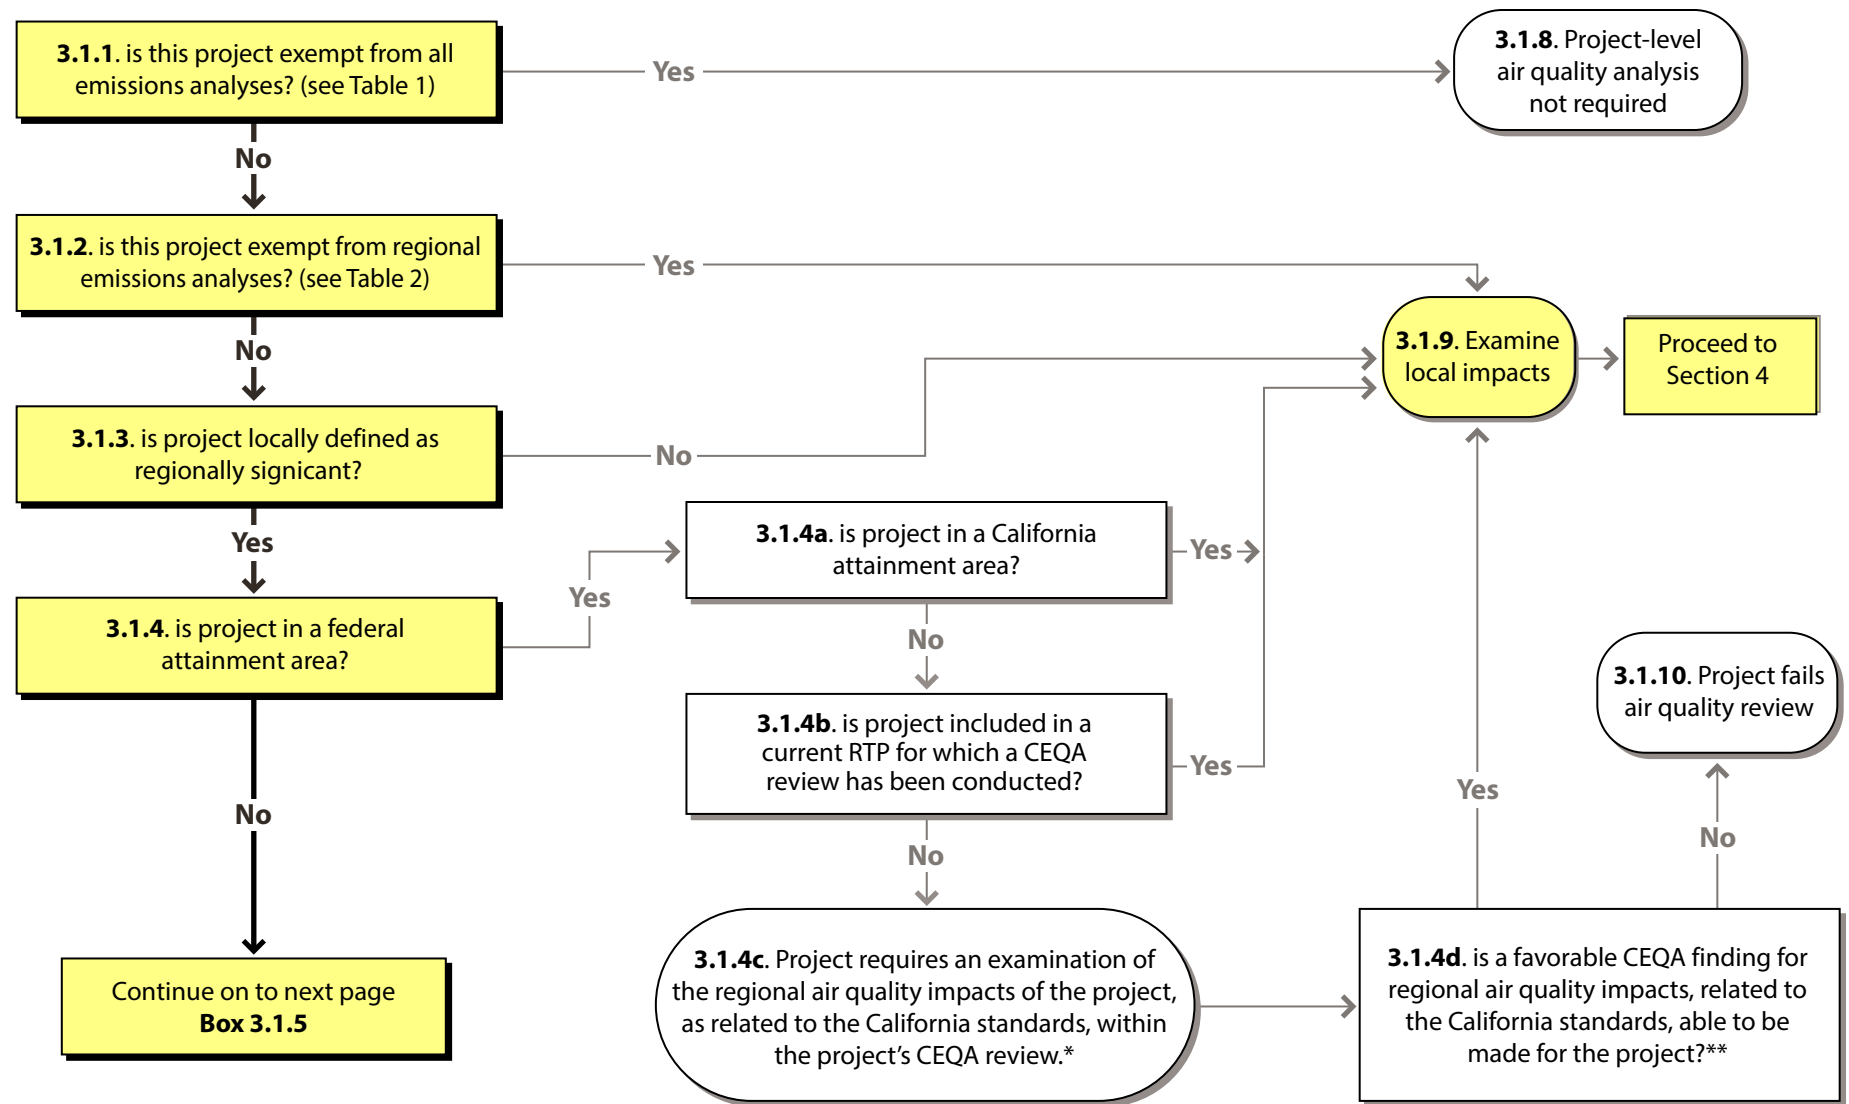 3.1.1. is this project exempt from all
emissions analyses? (see Table 1)
Yes
3.1.8. Project-level
air quality analysis
not required
No
3.1.2. is this project exempt from regional
emissions analyses? (see Table 2)
Yes
No
3.1.9. Examine
local impacts
Proceed to
Section 4
3.1.3. is project locally defined as
regionally signicant?
No
Yes
3.1.4a. is project in a California
attainment area?
Yes
Yes
3.1.4. is project in a federal
attainment area?
No
3.1.10. Project fails
air quality review
3.1.4b. is project included in a
current RTP for which a CEQA
review has been conducted?
Yes
Yes
No
No
No
3.1.4c. Project requires an examination of
the regional air quality impacts of the project,
as related to the California standards, within
the project's CEQA review.*
3.1.4d. is a favorable CEQA finding for
regional air quality impacts, related to
the California standards, able to be
made for the project?**
Continue on to next page
Box 3.1.5